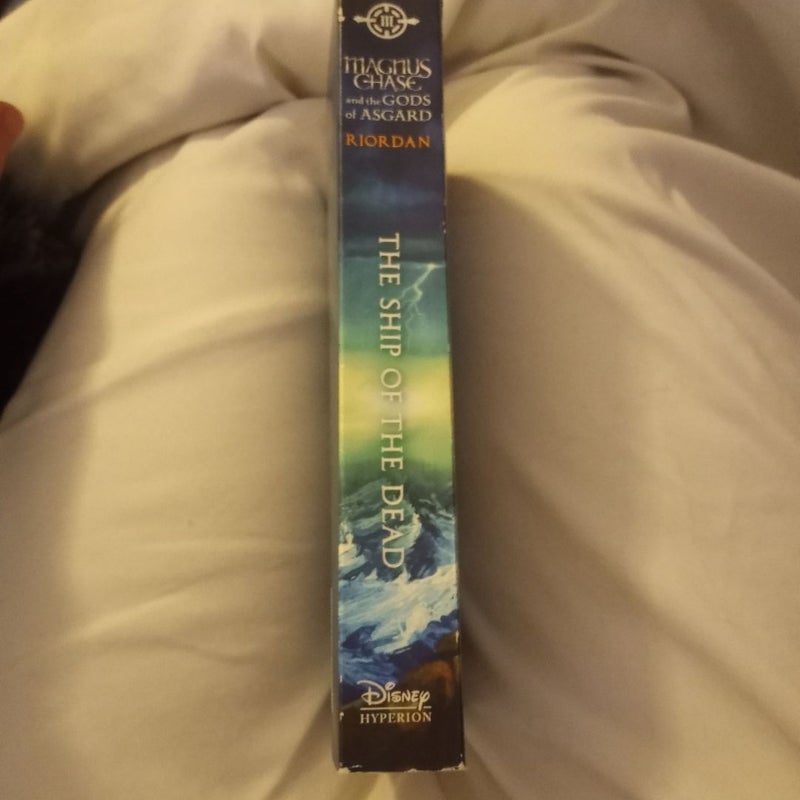 III
MAGNUS
CHASE
and the GODS
of ASGARD
RIORDAN
THE SHIP OF THE DEAD
DISNEY
HYPERION